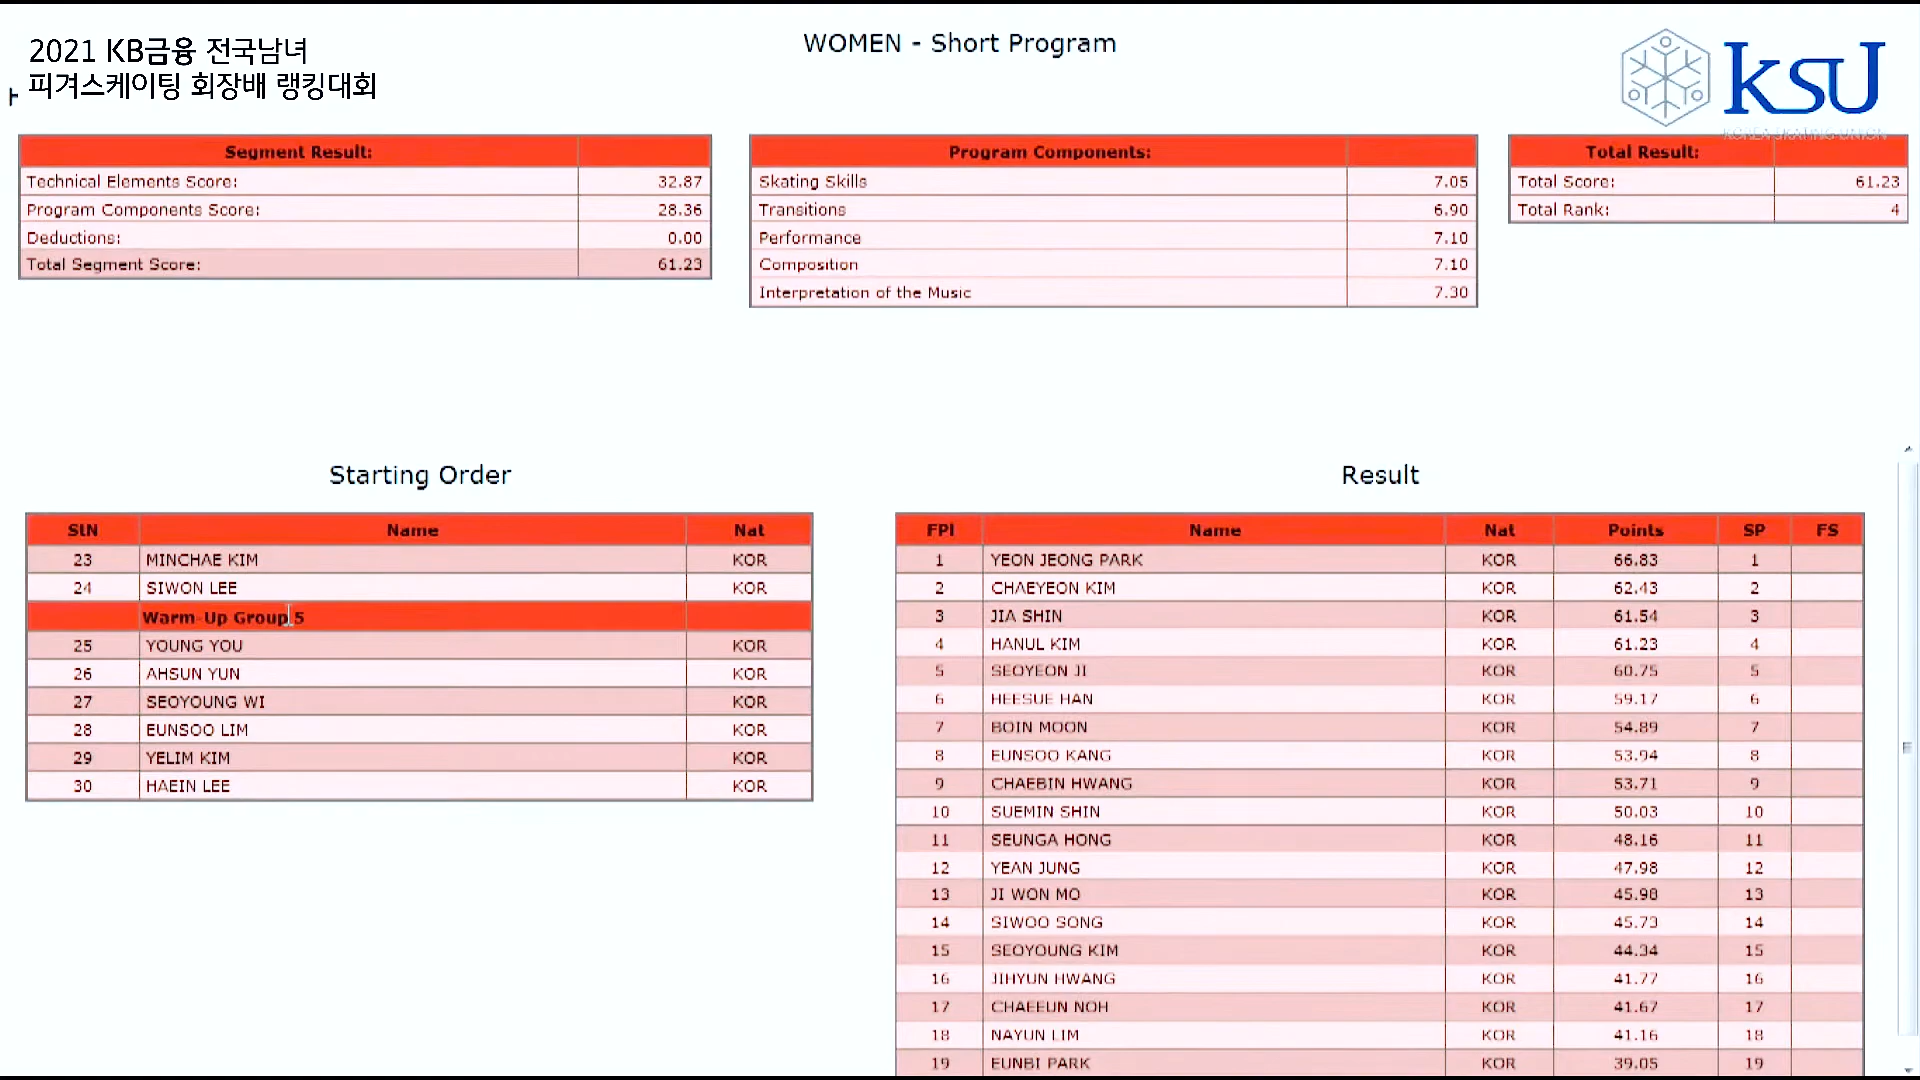 2021 KB금융 전국남녀
피겨스케이팅 회장배 랭킹대회
WOMEN - Short Program
KSU
KOREA SKATING UNION
Segment Result:
Technical Elements Score: 32.87
Program Components Score: 28.36
Deductions: 0.00
Total Segment Score: 61.23
Program Components:
Skating Skills 7.05
Transitions 6.90
Performance 7.10
Composition 7.10
Interpretation of the Music 7.30
Total Result:
Total Score: 61.23
Total Rank: 4
Starting Order
StN Name Nat
23 MINCHAE KIM KOR
24 SIWON LEE KOR
Warm-Up Group 5
25 YOUNG YOU KOR
26 AHSUN YUN KOR
27 SEOYOUNG WI KOR
28 EUNSOO LIM KOR
29 YELIM KIM KOR
30 HAEIN LEE KOR
Result
FPl Name Nat Points SP FS
1 YEON JEONG PARK KOR 66.83 1
2 CHAEYEON KIM KOR 62.43 2
3 JIA SHIN KOR 61.54 3
4 HANUL KIM KOR 61.23 4
5 SEOYEON JI KOR 60.75 5
6 HEESUE HAN KOR 59.17 6
7 BOIN MOON KOR 54.89 7
8 EUNSOO KANG KOR 53.94 8
9 CHAEBIN HWANG KOR 53.71 9
10 SUEMIN SHIN KOR 50.03 10
11 SEUNGA HONG KOR 48.16 11
12 YEAN JUNG KOR 47.98 12
13 JI WON MO KOR 45.98 13
14 SIWOO SONG KOR 45.73 14
15 SEOYOUNG KIM KOR 44.34 15
16 JIHYUN HWANG KOR 41.77 16
17 CHAEEUN NOH KOR 41.67 17
18 NAYUN LIM KOR 41.16 18
19 EUNBI PARK KOR 39.05 19